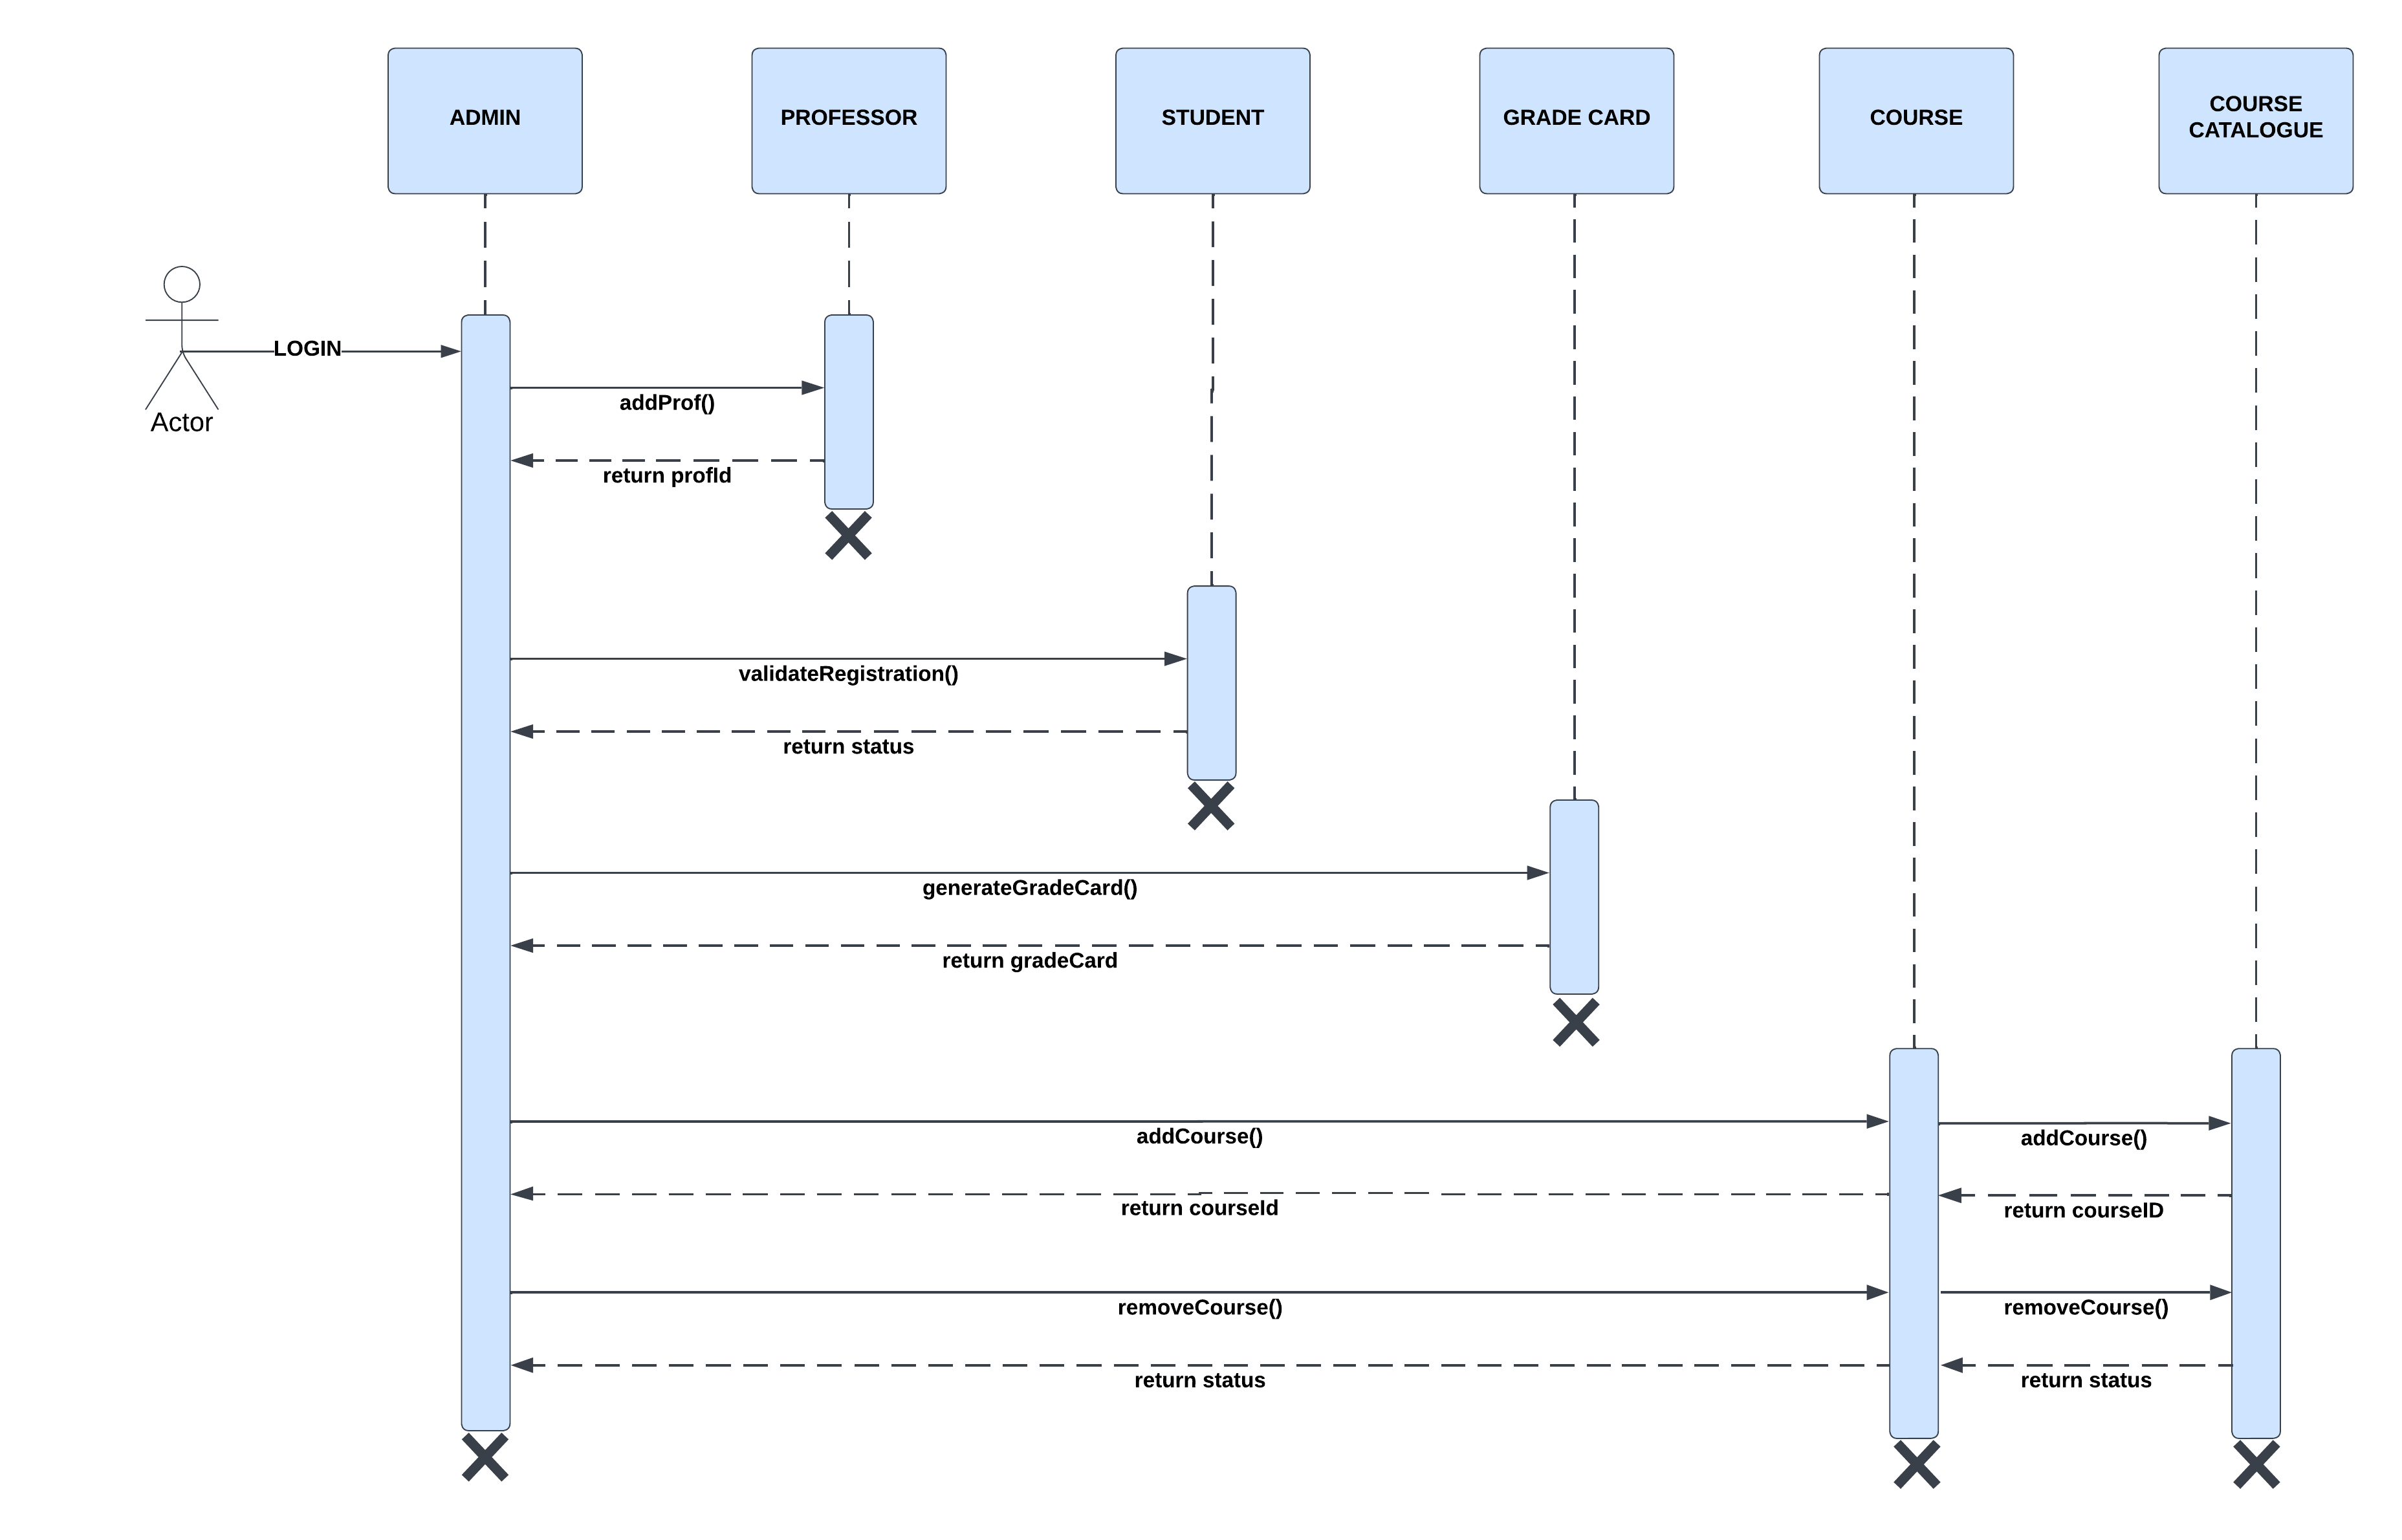 ADMIN
PROFESSOR
STUDENT
GRADE CARD
COURSE
COURSE
CATALOGUE
LOGIN
Actor
addProf()
return profId
validateRegistration()
return status
generateGradeCard()
return gradeCard
addCourse()
addCourse()
return courseId
return courseID
removeCourse()
removeCourse()
return status
return status